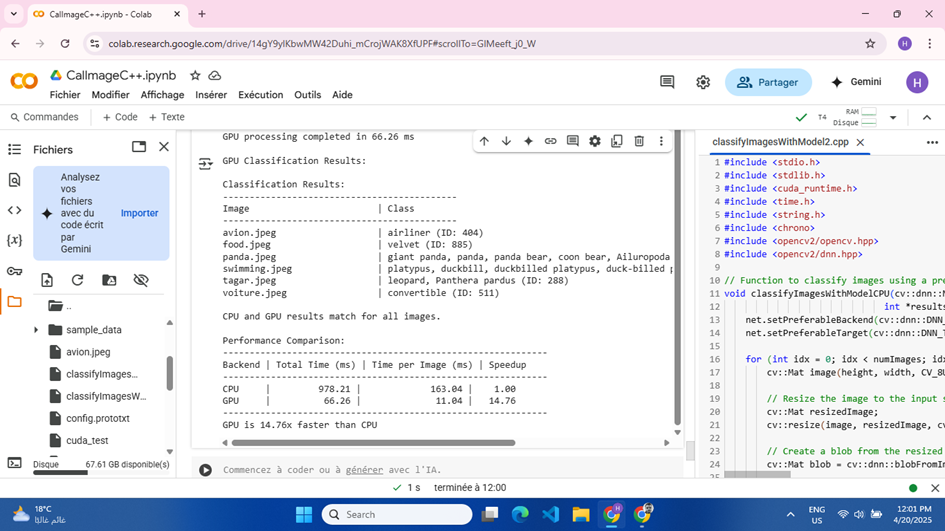 CallmageC++.ipynb - Colab
colab.research.google.com/drive/14gY9ylKbwMW42Duhi_mCrojWAK8XfUPF#scrollTo=GlMeeft_j0_W
H
CallmageC++.ipynb
Fichier Modifier Affichage Insérer Exécution Outils Aide
Partager
Gemini
H
Commandes + Code + Texte
T4 RAM
Disque
Fichiers
Analysez
vos
fichiers
avec du
code écrit
par
Gemini
Importer
..
sample_data
avion.jpeg
classifyImages...
classifyImagesW...
config.prototxt
cuda_test
Disque 67.61 GB disponible(s)
GPU processing completed in 66.26 ms
GPU Classification Results:
Classification Results:
--------------------------------------------
Image | Class
--------------------------------------------
avion.jpeg | airliner (ID: 404)
food.jpeg | velvet (ID: 885)
panda.jpeg | giant panda, panda, panda bear, coon bear, Ailuropoda
swimming.jpeg | platypus, duckbill, duckbilled platypus, duck-billed p
tagar.jpeg | leopard, Panthera pardus (ID: 288)
voiture.jpeg | convertible (ID: 511)
CPU and GPU results match for all images.
Performance Comparison:
-------------------------------------------------------------
Backend | Total Time (ms) | Time per Image (ms) | Speedup
-------------------------------------------------------------
CPU | 978.21 | 163.04 | 1.00
GPU | 66.26 | 11.04 | 14.76
-------------------------------------------------------------
GPU is 14.76x faster than CPU
Commencez à coder ou à générer avec l'IA.
classifyImagesWithModel2.cpp
1 #include <stdio.h>
2 #include <stdlib.h>
3 #include <cuda_runtime.h>
4 #include <time.h>
5 #include <string.h>
6 #include <chrono>
7 #include <opencv2/opencv.hpp>
8 #include <opencv2/dnn.hpp>
9
10 // Function to classify images using a pre
11 void classifyImagesWithModelCPU(cv::dnn::N
12 int *results
13 net.setPreferableBackend(cv::dnn::DNN_
14 net.setPreferableTarget(cv::dnn::DNN_T
15
16 for (int idx = 0; idx < numImages; idx
17 cv::Mat image(height, width, CV_8U
18
19 // Resize the image to the input s
20 cv::Mat resizedImage;
21 cv::resize(image, resizedImage, cv
22
23 // Create a blob from the resized
24 cv::Mat blob = cv::dnn::blobFromIm
25
1 s terminée à 12:00
18°C
غائم غالبًا
Search
ENG
US
12:01 PM
4/20/2025